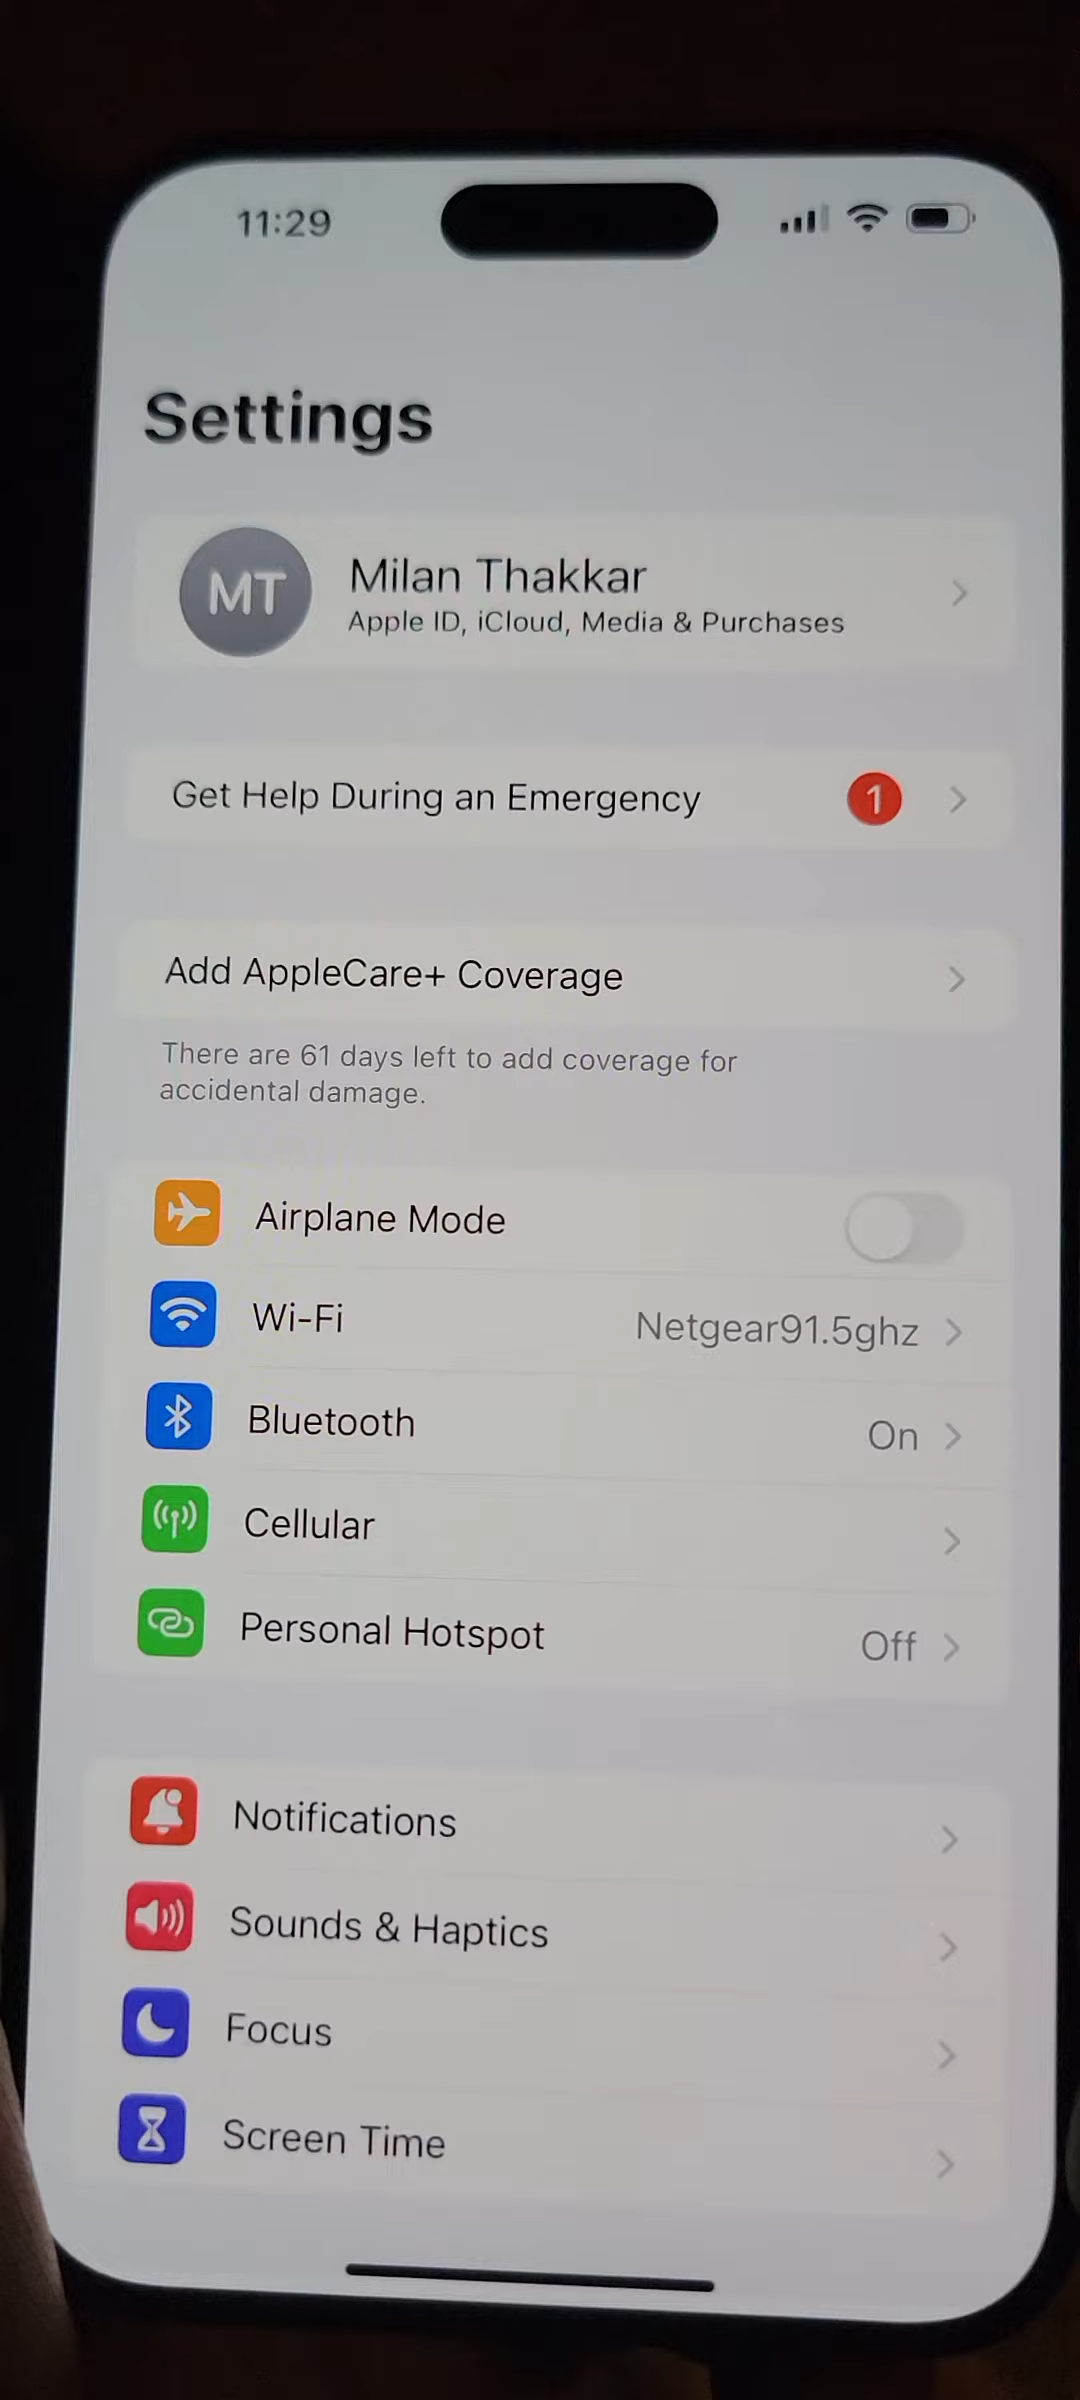 11:29
Settings
MT
Milan Thakkar
Apple ID, iCloud, Media & Purchases
Get Help During an Emergency 1
Add AppleCare+ Coverage
There are 61 days left to add coverage for
accidental damage.
Airplane Mode
Wi-Fi Netgear91.5ghz
Bluetooth On
Cellular
Personal Hotspot Off
Notifications
Sounds & Haptics
Focus
Screen Time